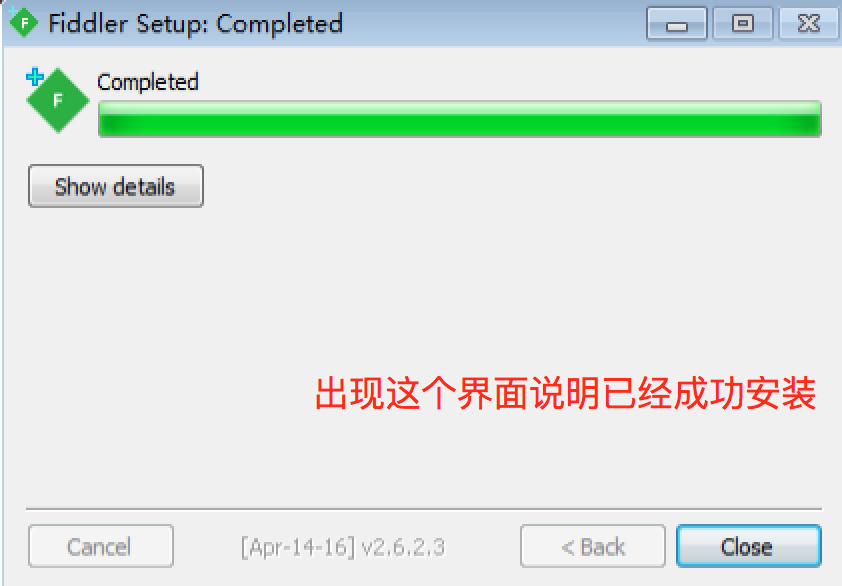 Fiddler Setup: Completed
Completed
F
Show details
出现这个界面说明已经成功安装
Cancel
[Apr-14-16] v2.6.2.3
< Back
Close